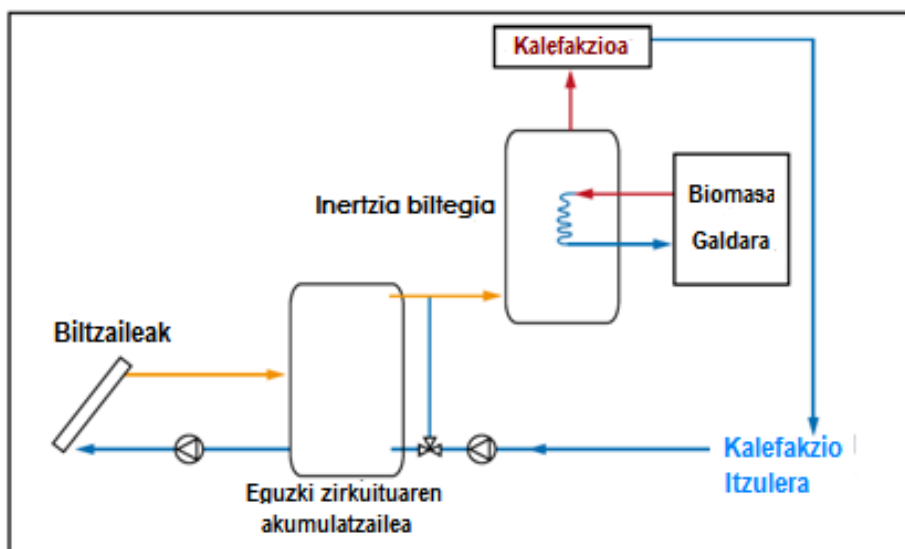 Kalefakzioa
Inertzia biltegia
Biomasa
Galdara
Biltzaileak
Kalefakzio
Itzulera
Eguzki zirkuituaren
akumulatzailea